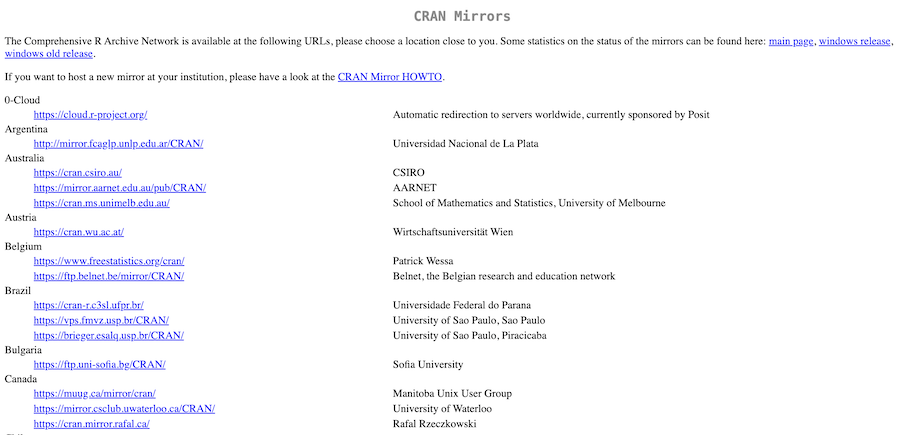 CRAN Mirrors
The Comprehensive R Archive Network is available at the following URLs, please choose a location close to you. Some statistics on the status of the mirrors can be found here: main page, windows release,
windows old release.
If you want to host a new mirror at your institution, please have a look at the CRAN Mirror HOWTO.
0-Cloud
https://cloud.r-project.org/ Automatic redirection to servers worldwide, currently sponsored by Posit
Argentina
http://mirror.fcaglp.unlp.edu.ar/CRAN/ Universidad Nacional de La Plata
Australia
https://cran.csiro.au/ CSIRO
https://mirror.aarnet.edu.au/pub/CRAN/ AARNET
https://cran.ms.unimelb.edu.au/ School of Mathematics and Statistics, University of Melbourne
Austria
https://cran.wu.ac.at/ Wirtschaftsuniversität Wien
Belgium
https://www.freestatistics.org/cran/ Patrick Wessa
https://ftp.belnet.be/mirror/CRAN/ Belnet, the Belgian research and education network
Brazil
https://cran-r.c3sl.ufpr.br/ Universidade Federal do Parana
https://vps.fmvz.usp.br/CRAN/ University of Sao Paulo, Sao Paulo
https://brieger.esalq.usp.br/CRAN/ University of Sao Paulo, Piracicaba
Bulgaria
https://ftp.uni-sofia.bg/CRAN/ Sofia University
Canada
https://muug.ca/mirror/cran/ Manitoba Unix User Group
https://mirror.csclub.uwaterloo.ca/CRAN/ University of Waterloo
https://cran.mirror.rafal.ca/ Rafal Rzeczkowski